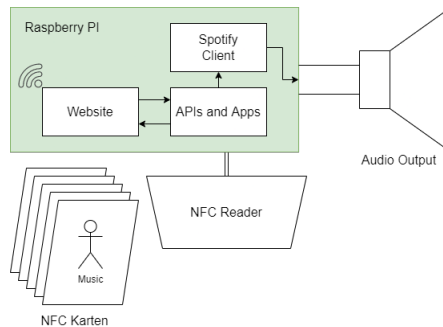 Raspberry PI
Spotify
Client
Website
APIs and Apps
Audio Output
NFC Reader
Music
NFC Karten